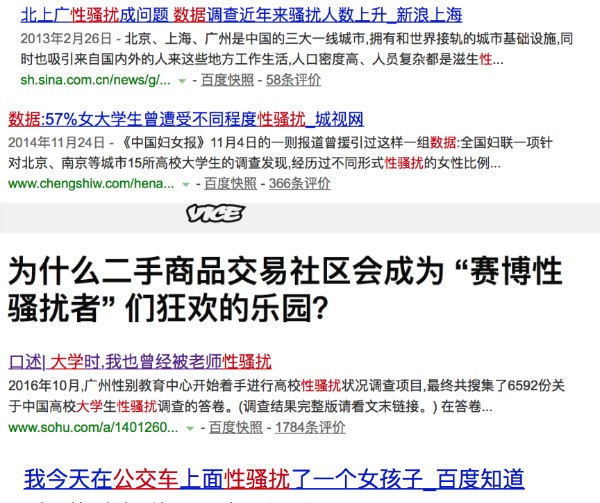 北上广性骚扰成问题 数据调查近年来骚扰人数上升_新浪上海
2013年2月26日 - 北京、上海、广州是中国的三大一线城市,拥有和世界接轨的城市基础设施,同
时也吸引来自国内外的人来这些地方工作生活,人口密度高、人员复杂都是滋生性...
sh.sina.com.cn/news/g/... - 百度快照 - 58条评价
数据:57%女大学生曾遭受不同程度性骚扰_城视网
2014年11月24日 - 《中国妇女报》11月4日的一则报道曾援引过这样一组数据:全国妇联一项针
对北京、南京等城市15所高校大学生的调查发现,经历过不同形式性骚扰的女性比例...
www.chengshiw.com/hena... - 百度快照 - 366条评价
VICE
为什么二手商品交易社区会成为 “赛博性
骚扰者” 们狂欢的乐园?
口述| 大学时,我也曾经被老师性骚扰
2016年10月,广州性别教育中心开始着手进行高校性骚扰状况调查项目,最终共搜集了6592份关
于中国高校大学生性骚扰调查的答卷。(调查结果完整版请看文末链接。) 在答卷...
www.sohu.com/a/1401260... - 百度快照 - 1784条评价
我今天在公交车上面性骚扰了一个女孩子_百度知道